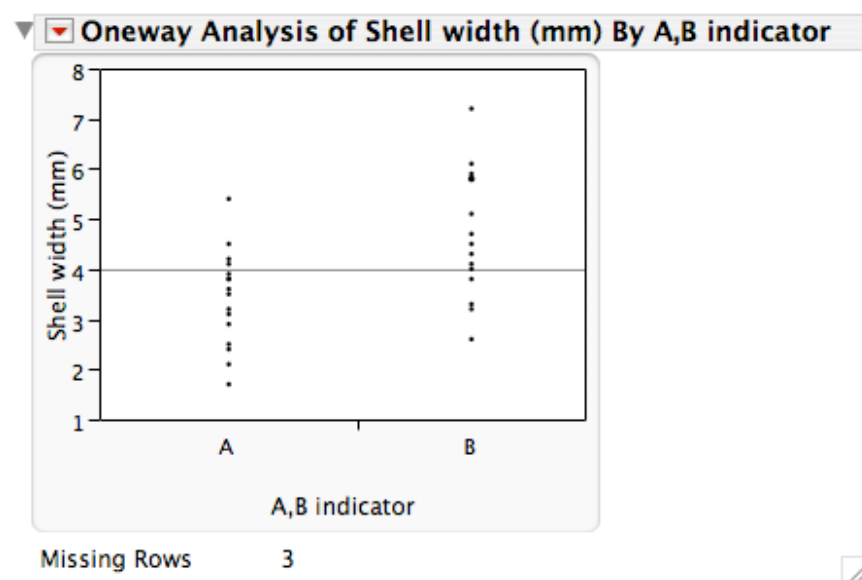 Oneway Analysis of Shell width (mm) By A,B indicator
8
7
6
5
4
3
2
1
Shell width (mm)
A B
A,B indicator
Missing Rows 3